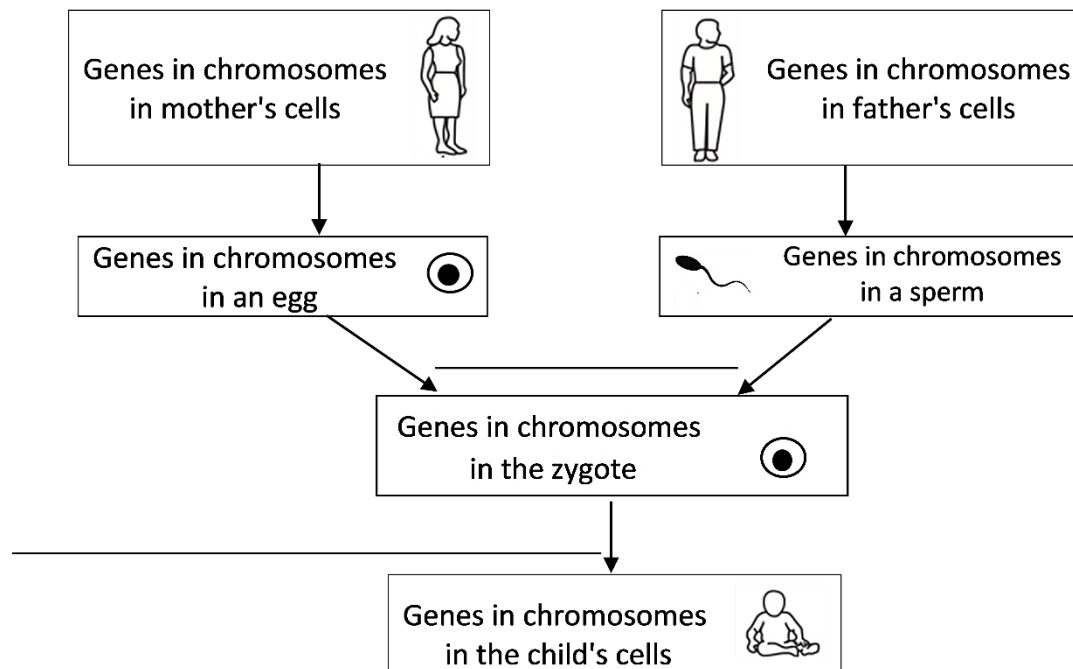 Genes in chromosomes
in mother's cells
Genes in chromosomes
in father's cells
Genes in chromosomes
in an egg
Genes in chromosomes
in a sperm
Genes in chromosomes
in the zygote
Genes in chromosomes
in the child's cells